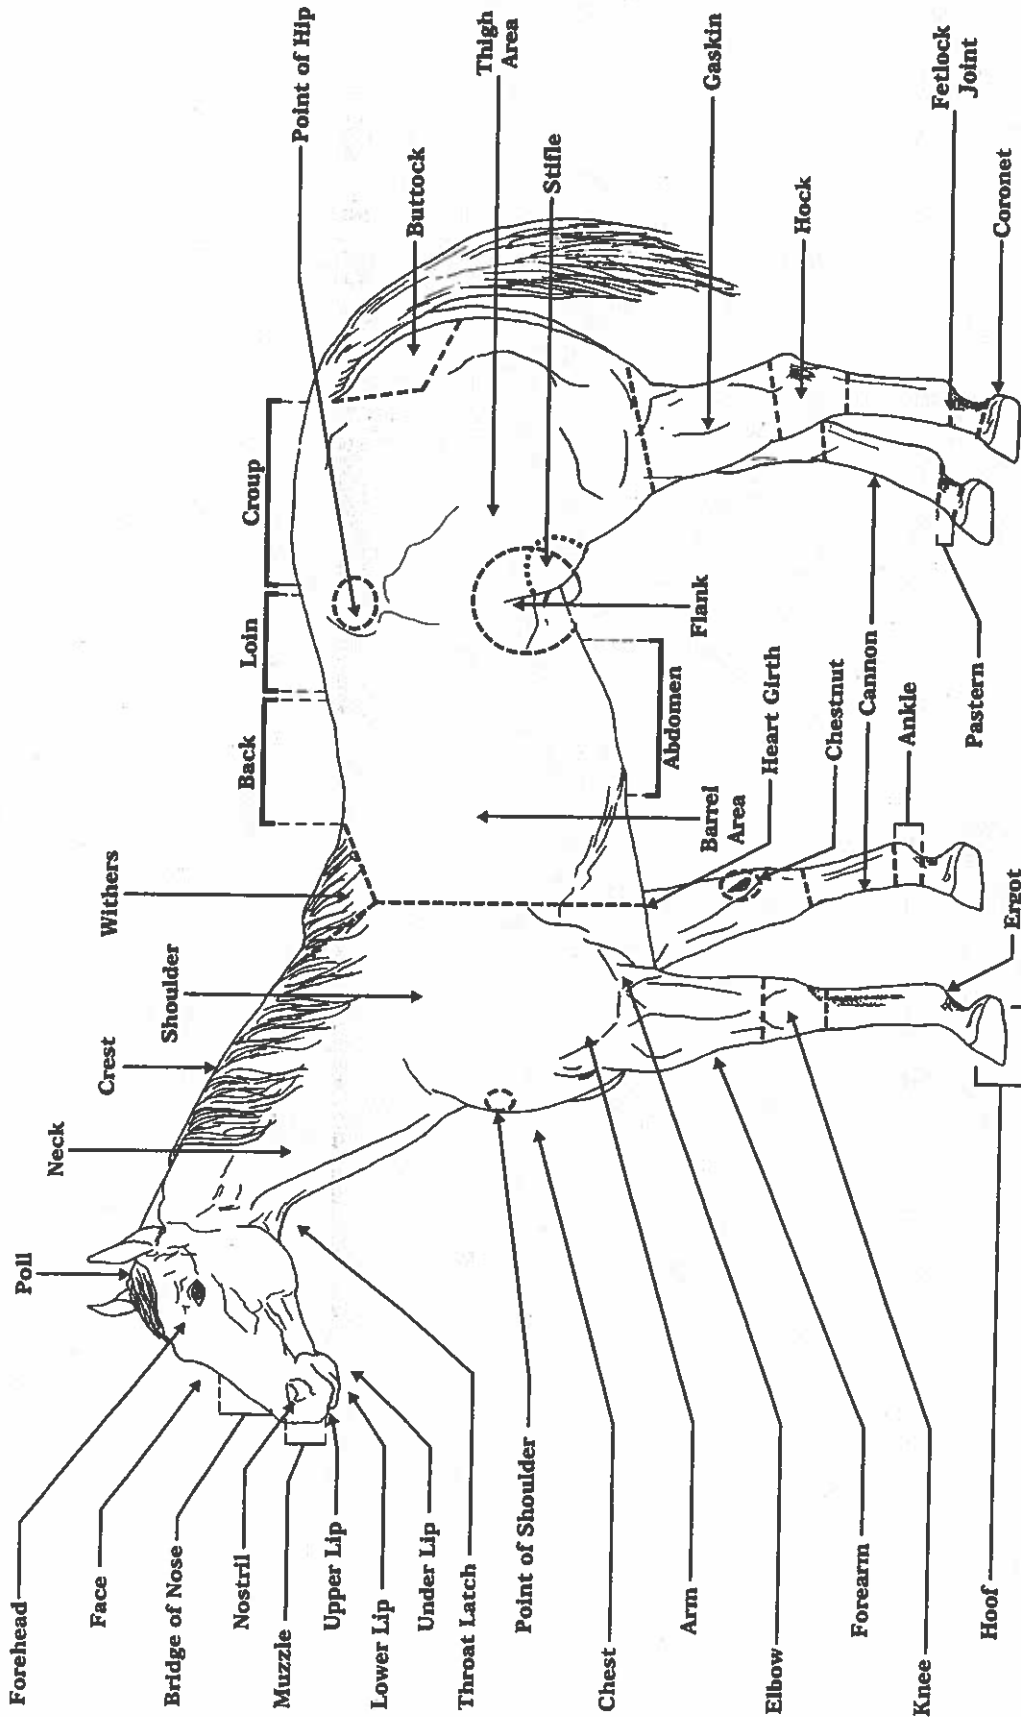 Forehead
Face
Bridge of Nose
Nostril
Muzzle
Upper Lip
Lower Lip
Under Lip
Throat Latch
Point of Shoulder
Chest
Arm
Elbow
Forearm
Knee
Hoof
Poll
Neck
Crest
Shoulder
Withers
Back
Loin
Croup
Point of Hip
Buttock
Thigh
Area
Stifle
Gaskin
Hock
Fetlock
Joint
Coronet
Flank
Abdomen
Barrel
Area
Heart Girth
Chestnut
Cannon
Ankle
Pastern
Ergot